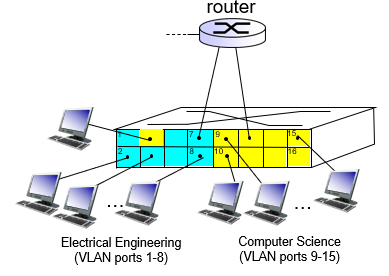 router
1 7 9 15
2 8 10 16
...
...
Electrical Engineering
(VLAN ports 1-8)
Computer Science
(VLAN ports 9-15)